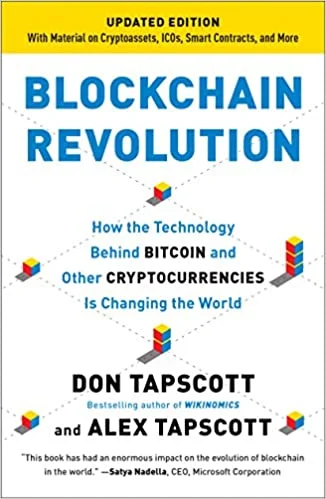 UPDATED EDITION
With Material on Cryptoassets, ICOs, Smart Contracts, and More
BLOCKCHAIN
REVOLUTION
How the Technology
Behind BITCOIN and
Other CRYPTOCURRENCIES
Is Changing the World
DON TAPSCOTT
Bestselling author of WIKINOMICS
and ALEX TAPSCOTT
“This book has had an enormous impact on the evolution of blockchain
in the world.” —Satya Nadella, CEO, Microsoft Corporation